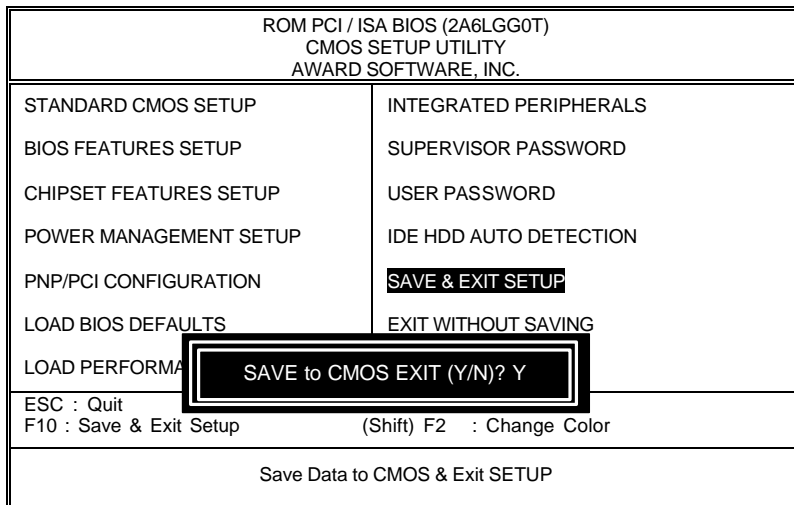 ROM PCI / ISA BIOS (2A6LGG0T)
CMOS SETUP UTILITY
AWARD SOFTWARE, INC.
STANDARD CMOS SETUP
BIOS FEATURES SETUP
CHIPSET FEATURES SETUP
POWER MANAGEMENT SETUP
PNP/PCI CONFIGURATION
LOAD BIOS DEFAULTS
LOAD PERFORMA
INTEGRATED PERIPHERALS
SUPERVISOR PASSWORD
USER PASSWORD
IDE HDD AUTO DETECTION
SAVE & EXIT SETUP
EXIT WITHOUT SAVING
SAVE to CMOS EXIT (Y/N)? Y
ESC : Quit
F10 : Save & Exit Setup (Shift) F2 : Change Color
Save Data to CMOS & Exit SETUP